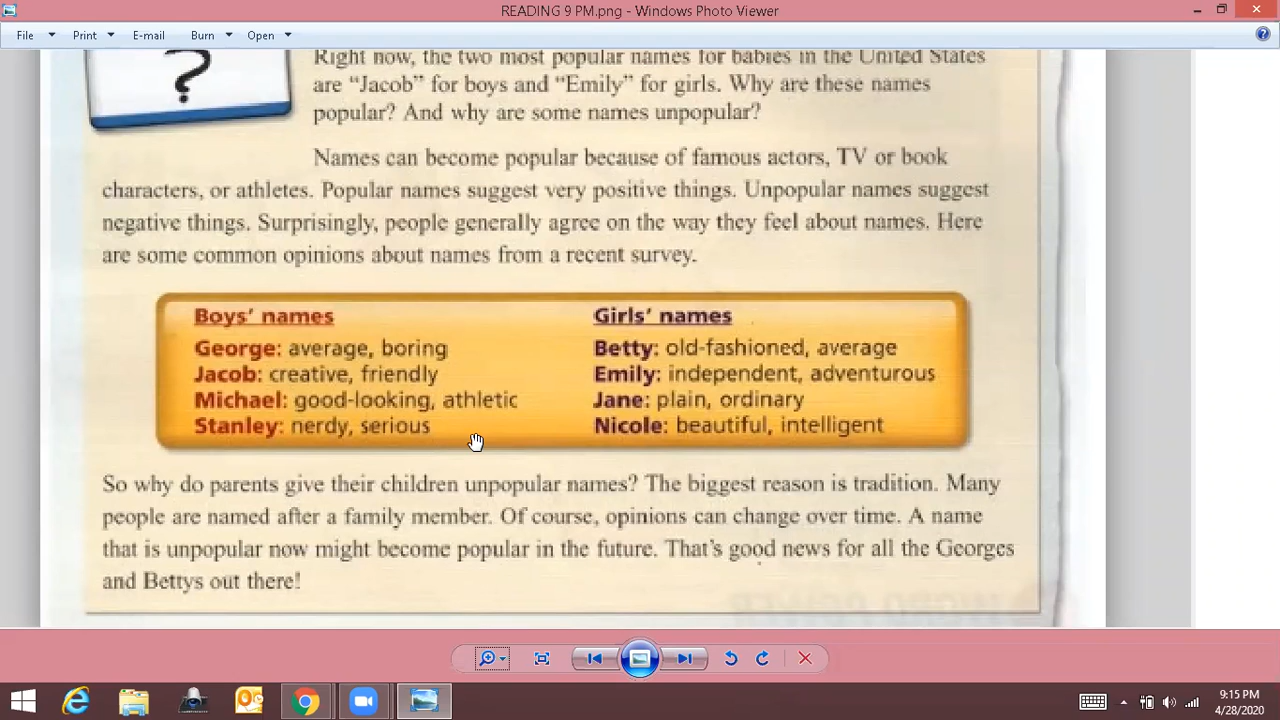 READING 9 PM.png - Windows Photo Viewer
File Print E-mail Burn Open
?
Right now, the two most popular names for babies in the United States
are “Jacob” for boys and “Emily” for girls. Why are these names
popular? And why are some names unpopular?
Names can become popular because of famous actors, TV or book
characters, or athletes. Popular names suggest very positive things. Unpopular names suggest
negative things. Surprisingly, people generally agree on the way they feel about names. Here
are some common opinions about names from a recent survey.
Boys’ names
George: average, boring
Jacob: creative, friendly
Michael: good-looking, athletic
Stanley: nerdy, serious
Girls’ names
Betty: old-fashioned, average
Emily: independent, adventurous
Jane: plain, ordinary
Nicole: beautiful, intelligent
So why do parents give their children unpopular names? The biggest reason is tradition. Many
people are named after a family member. Of course, opinions can change over time. A name
that is unpopular now might become popular in the future. That’s good news for all the Georges
and Bettys out there!
9:15 PM
4/28/2020